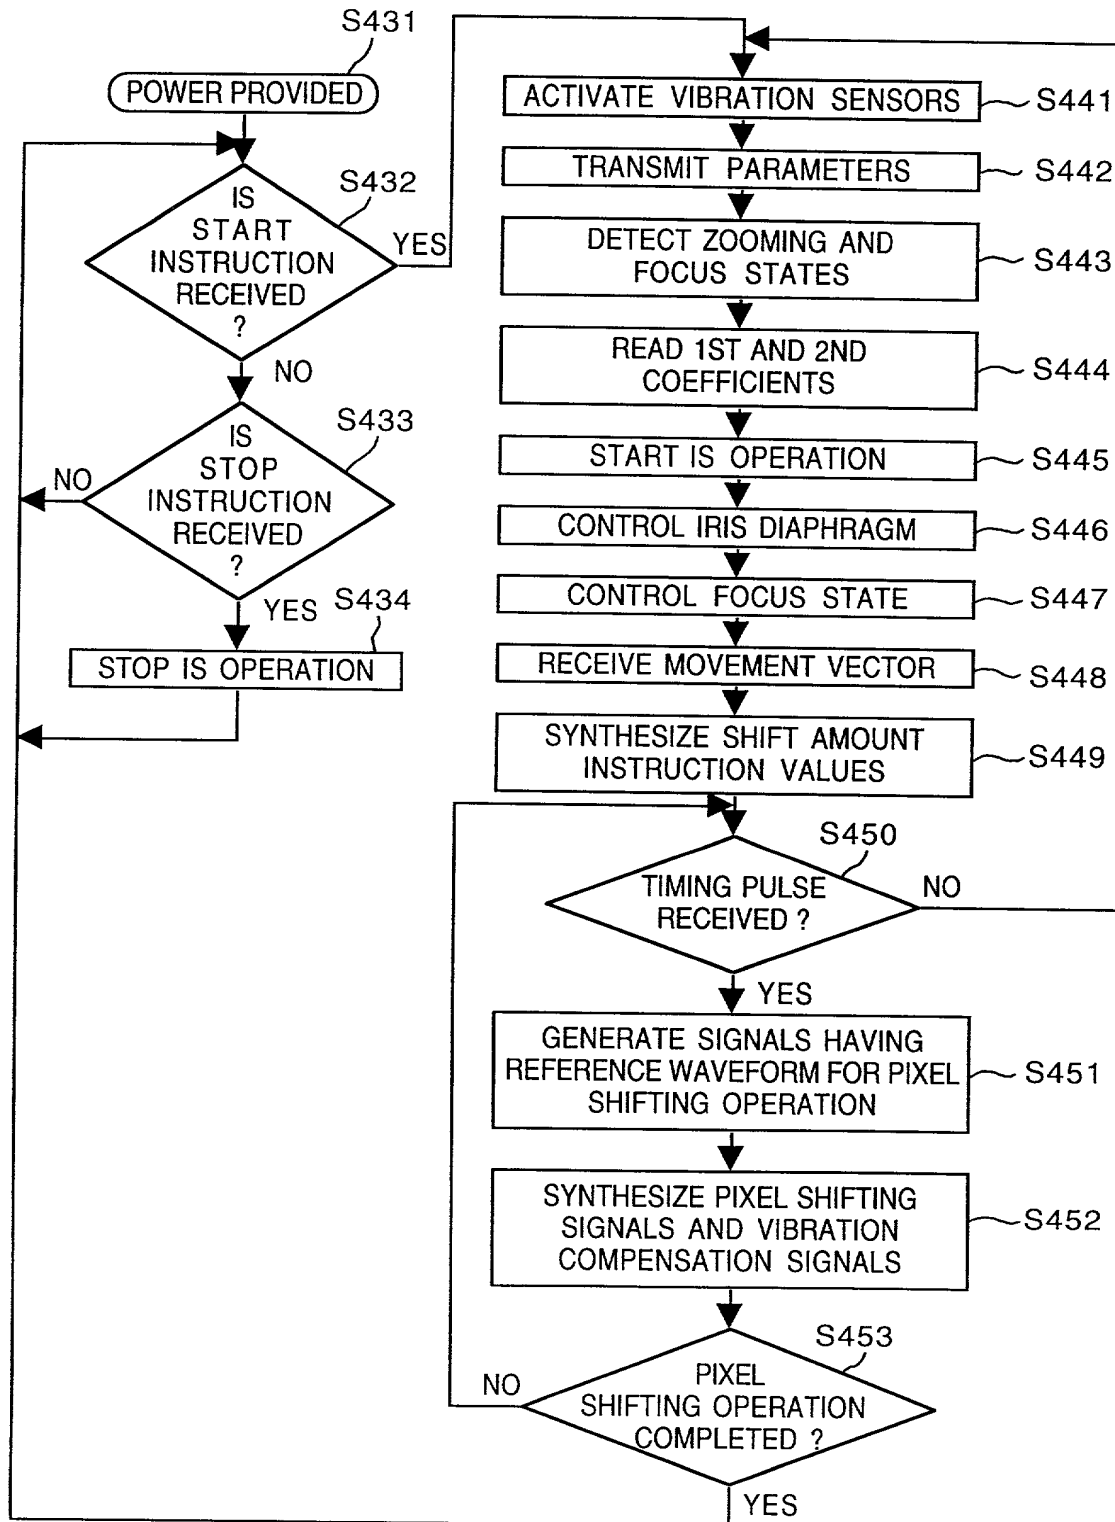 S431
POWER PROVIDED
S432
IS
START
INSTRUCTION
RECEIVED
?
YES
NO
S433
IS
STOP
INSTRUCTION
RECEIVED
?
NO
YES
S434
STOP IS OPERATION
ACTIVATE VIBRATION SENSORS
S441
TRANSMIT PARAMETERS
S442
DETECT ZOOMING AND
FOCUS STATES
S443
READ 1ST AND 2ND
COEFFICIENTS
S444
START IS OPERATION
S445
CONTROL IRIS DIAPHRAGM
S446
CONTROL FOCUS STATE
S447
RECEIVE MOVEMENT VECTOR
S448
SYNTHESIZE SHIFT AMOUNT
INSTRUCTION VALUES
S449
S450
TIMING PULSE
RECEIVED ?
NO
YES
GENERATE SIGNALS HAVING
REFERENCE WAVEFORM FOR PIXEL
SHIFTING OPERATION
S451
SYNTHESIZE PIXEL SHIFTING
SIGNALS AND VIBRATION
COMPENSATION SIGNALS
S452
S453
PIXEL
SHIFTING OPERATION
COMPLETED ?
NO
YES